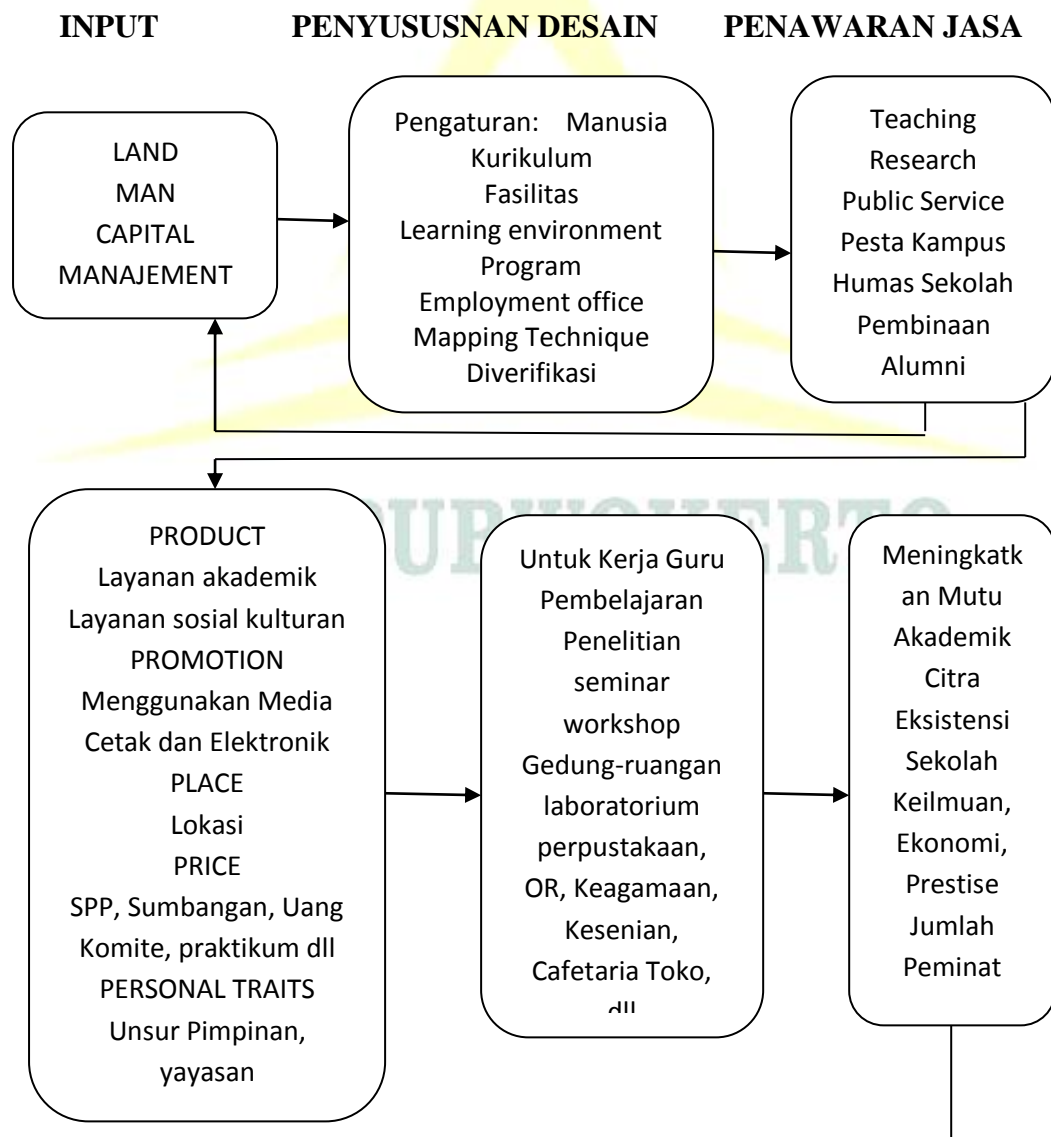 INPUT PENYUSUSNAN DESAIN PENAWARAN JASA
LAND
MAN
CAPITAL
MANAJEMENT
Pengaturan: Manusia
Kurikulum
Fasilitas
Learning environment
Program
Employment office
Mapping Technique
Diverifikasi
Teaching
Research
Public Service
Pesta Kampus
Humas Sekolah
Pembinaan
Alumni
PRODUCT
Layanan akademik
Layanan sosial kulturan
PROMOTION
Menggunakan Media
Cetak dan Elektronik
PLACE
Lokasi
PRICE
SPP, Sumbangan, Uang
Komite, praktikum dll
PERSONAL TRAITS
Unsur Pimpinan,
yayasan
Untuk Kerja Guru
Pembelajaran
Penelitian
seminar
workshop
Gedung-ruangan
laboratorium
perpustakaan,
OR, Keagamaan,
Kesenian,
Cafetaria Toko,
dll
Meningkatk
an Mutu
Akademik
Citra
Eksistensi
Sekolah
Keilmuan,
Ekonomi,
Prestise
Jumlah
Peminat